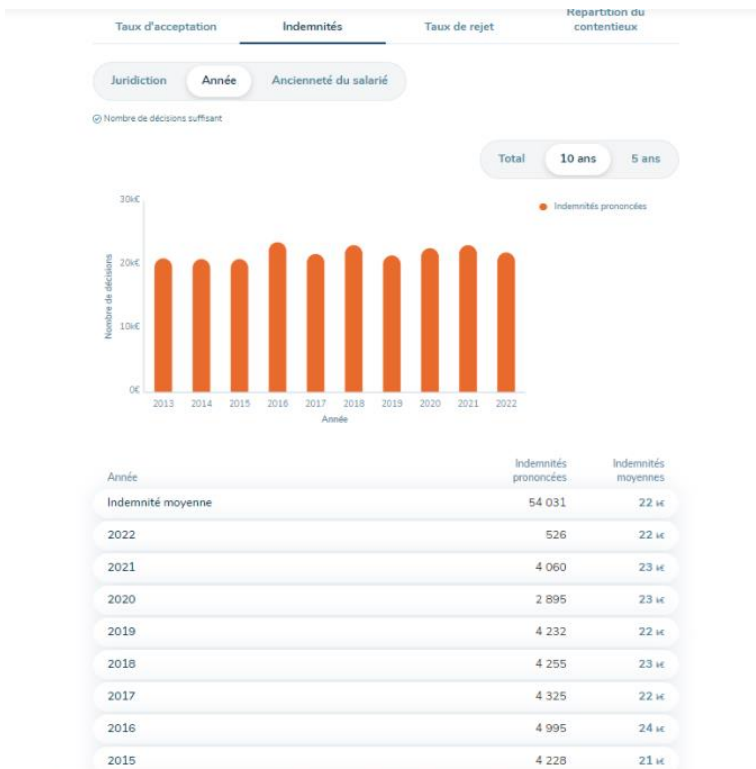 Répartition du
Taux d'acceptation Indemnités Taux de rejet contentieux
Juridiction Année Ancienneté du salarié
Nombre de décisions suffisant
Total 10 ans 5 ans
30k€
Indemnités prononcées
20k€
Nombre de décisions
10k€
0€
2013 2014 2015 2016 2017 2018 2019 2020 2021 2022
Année
Indemnités Indemnités
Année prononcées moyennes
Indemnité moyenne 54 031 22 k€
2022 526 22 k€
2021 4 060 23 k€
2020 2 895 23 k€
2019 4 232 22 k€
2018 4 255 23 k€
2017 4 325 22 k€
2016 4 995 24 k€
2015 4 228 21 k€